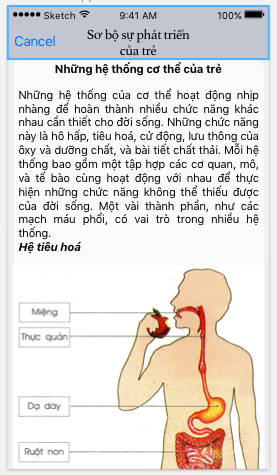 Sketch 9:41 AM 100%
Cancel
Sơ bộ sự phát triển
của trẻ
Những hệ thống cơ thể của trẻ
Những hệ thống của cơ thể hoạt động nhịp
nhàng để hoàn thành nhiều chức năng khác
nhau cần thiết cho đời sống. Những chức năng
này là hô hấp, tiêu hoá, cử động, lưu thông của
ôxy và dưỡng chất, và bài tiết chất thải. Mỗi hệ
thống bao gồm một tập hợp các cơ quan, mô,
và tế bào cùng hoạt động với nhau để thực
hiện những chức năng không thể thiếu được
của đời sống. Một vài thành phần, như các
mạch máu phổi, có vai trò trong nhiều hệ
thống.
Hệ tiêu hoá
Miệng
Thực quản
Dạ dày
Ruột non